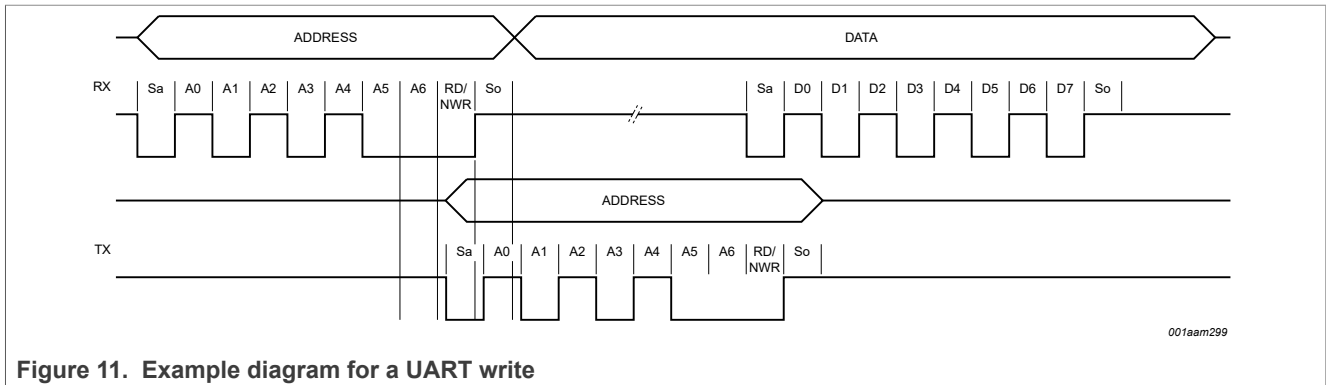 ADDRESS DATA
RX Sa A0 A1 A2 A3 A4 A5 A6 RD/ So Sa D0 D1 D2 D3 D4 D5 D6 D7 So
NWR
ADDRESS
TX Sa A0 A1 A2 A3 A4 A5 A6 RD/ So
NWR
001aam299
Figure 11. Example diagram for a UART write